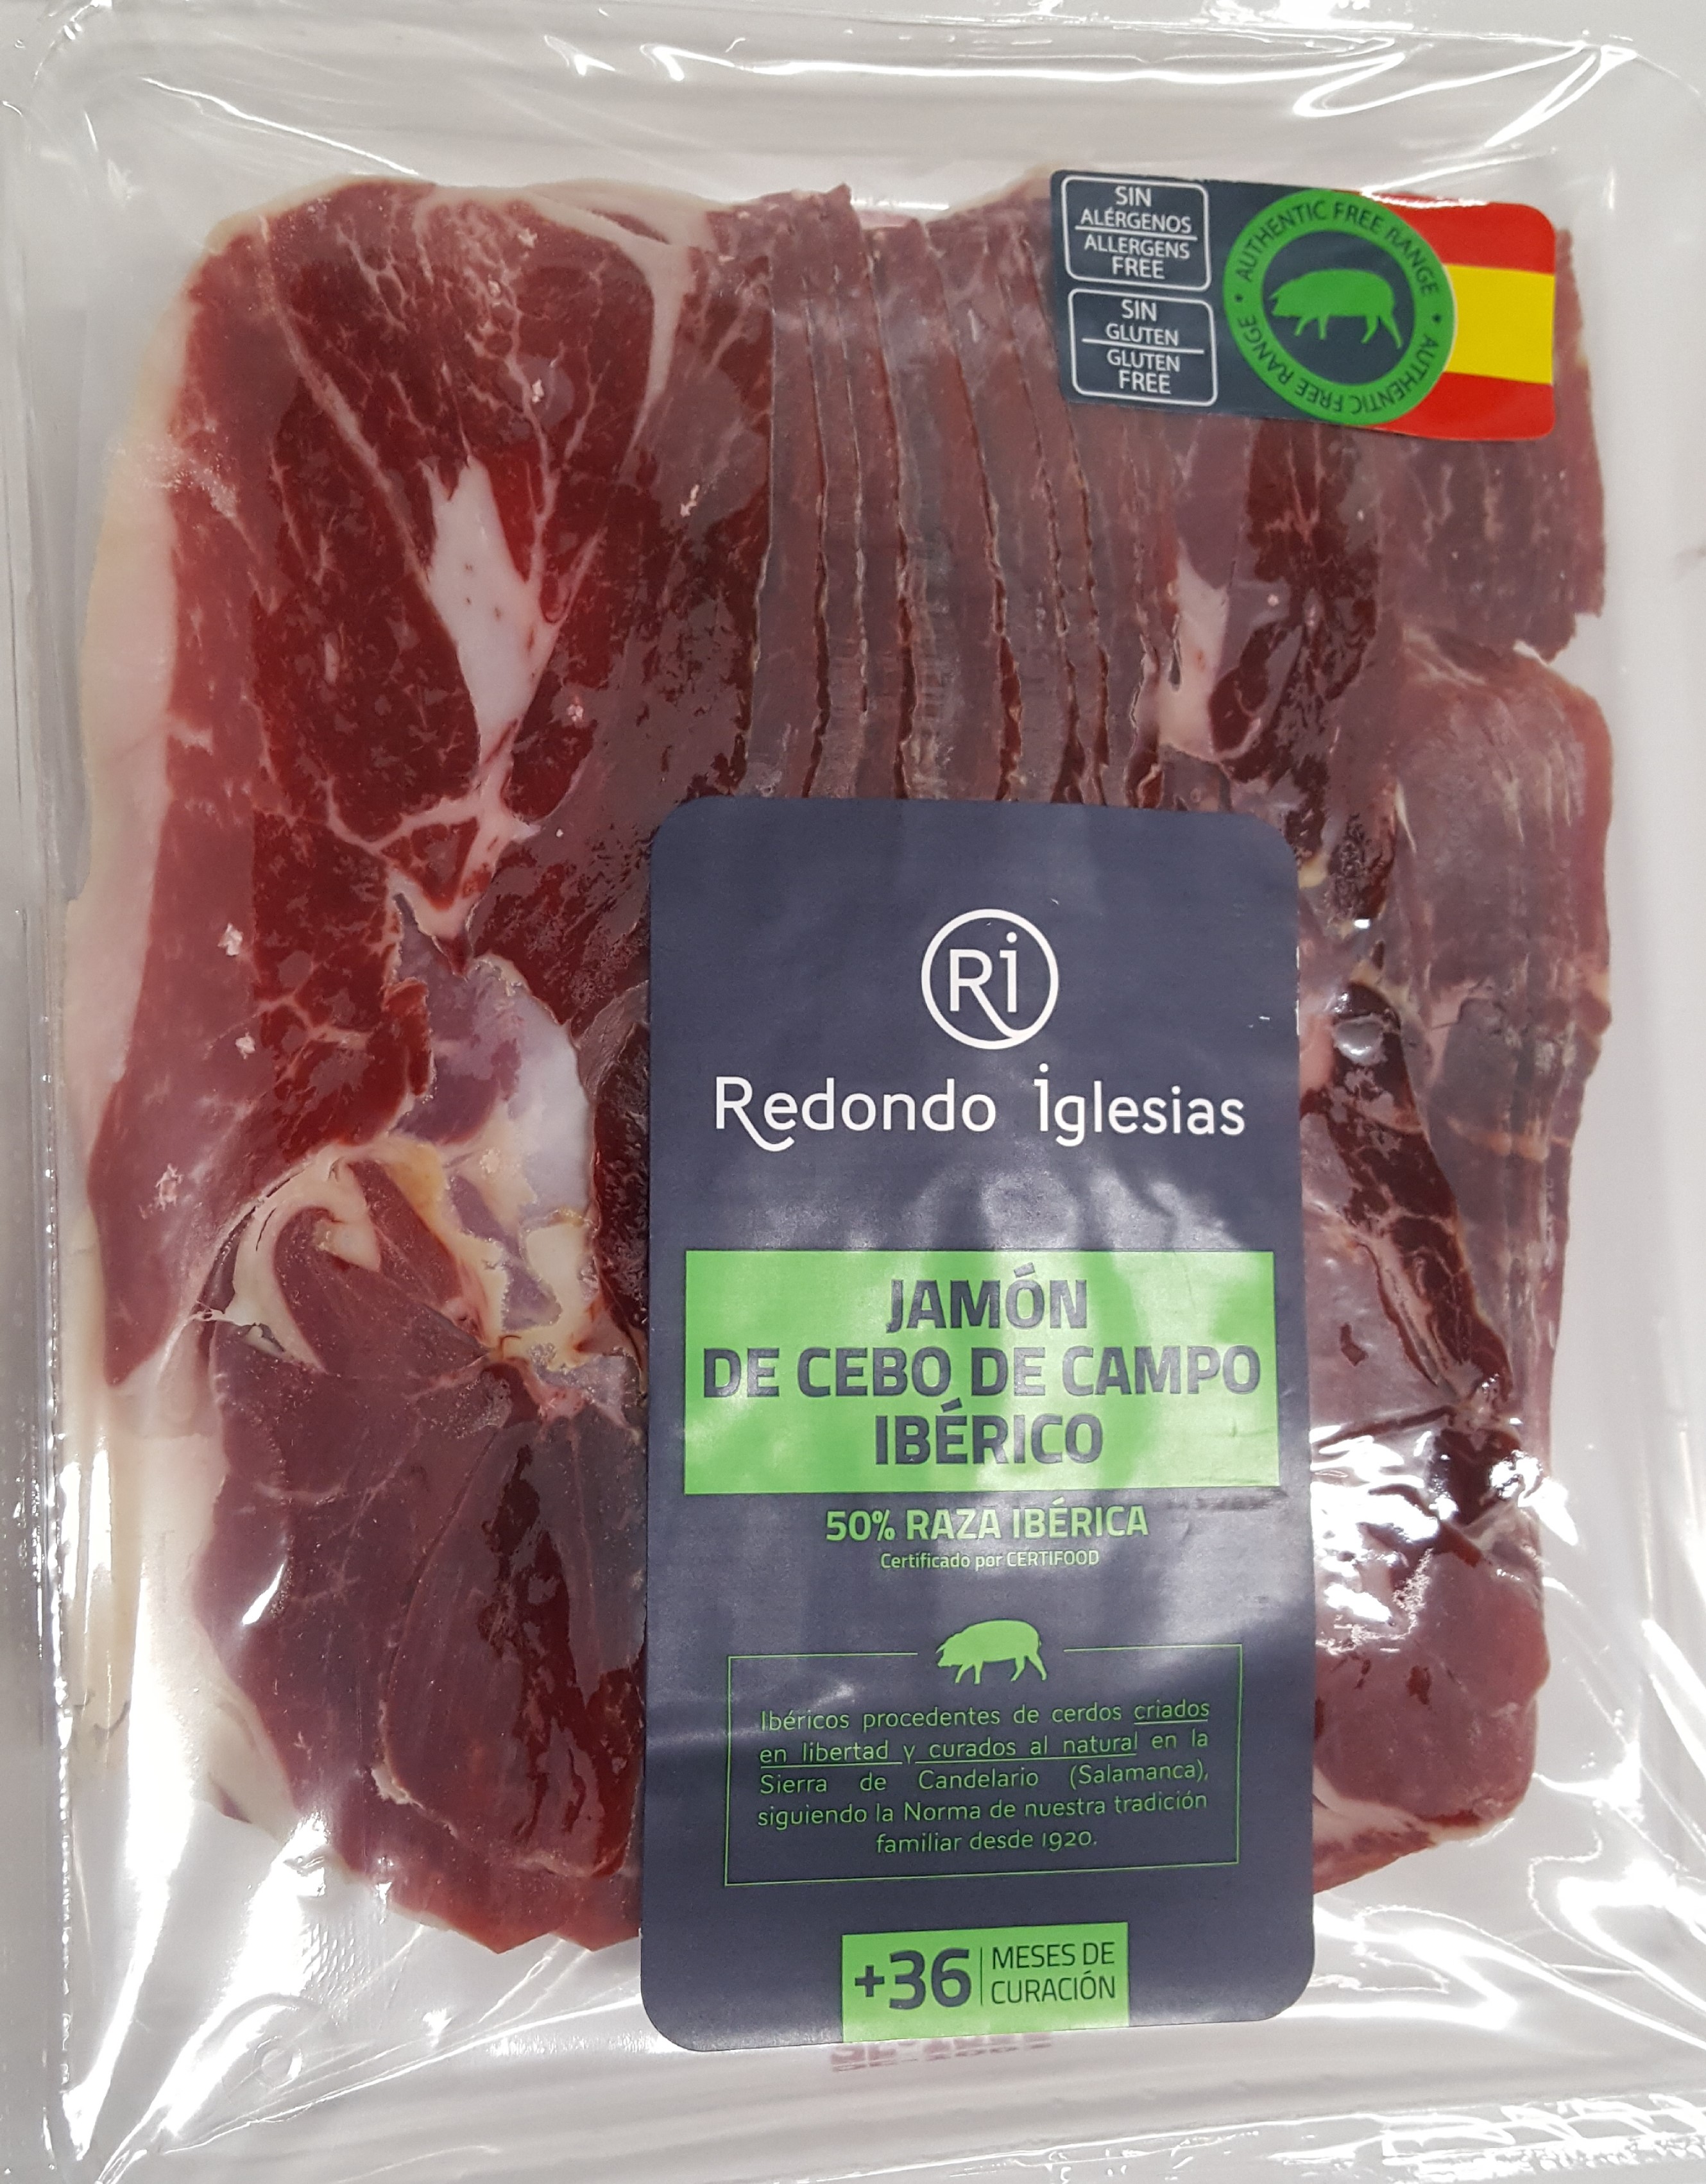 SIN
ALÉRGENOS
ALLERGENS
FREE
SIN
GLUTEN
GLUTEN
FREE
• AUTHENTIC FREE RANGE • AUTHENTIC FREE RANGE
Ri
Redondo iglesias
JAMÓN
DE CEBO DE CAMPO
IBÉRICO
50% RAZA IBÉRICA
Certificado por CERTIFOOD
Ibéricos procedentes de cerdos criados
en libertad y curados al natural en la
Sierra de Candelario (Salamanca),
siguiendo la Norma de nuestra tradición
familiar desde 1920.
+36
MESES DE
CURACIÓN